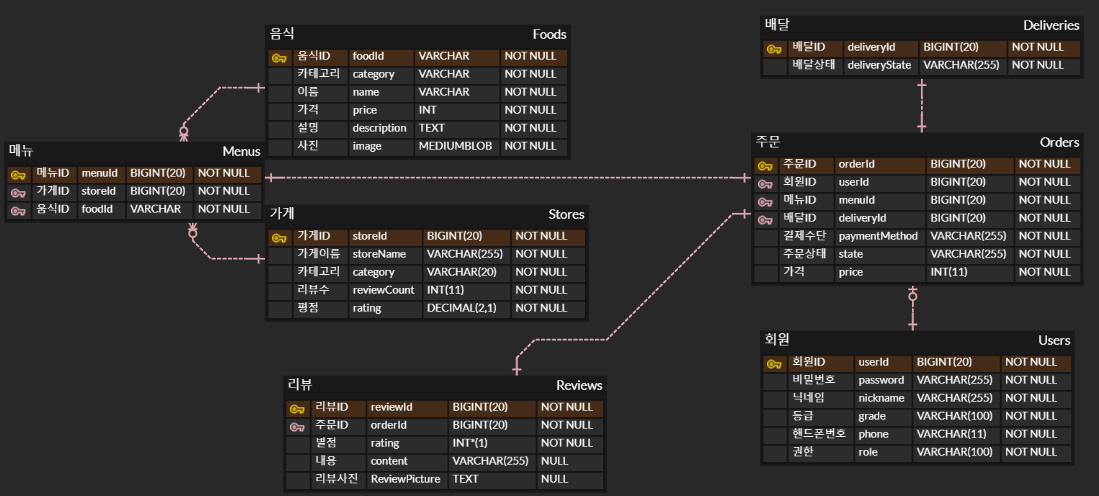 음식 Foods
음식ID foodId VARCHAR NOT NULL
카테고리 category VARCHAR NOT NULL
이름 name VARCHAR NOT NULL
가격 price INT NOT NULL
설명 description TEXT NOT NULL
사진 image MEDIUMBLOB NOT NULL
배달 Deliveries
배달ID deliveryId BIGINT(20) NOT NULL
배달상태 deliveryState VARCHAR(255) NOT NULL
메뉴 Menus
메뉴ID menuId BIGINT(20) NOT NULL
가게ID storeId BIGINT(20) NOT NULL
음식ID foodId VARCHAR NOT NULL
주문 Orders
주문ID orderId BIGINT(20) NOT NULL
회원ID userId BIGINT(20) NOT NULL
메뉴ID menuId BIGINT(20) NOT NULL
배달ID deliveryId BIGINT(20) NOT NULL
결제수단 paymentMethod VARCHAR(255) NOT NULL
주문상태 state VARCHAR(255) NOT NULL
가격 price INT(11) NOT NULL
가게 Stores
가게ID storeId BIGINT(20) NOT NULL
가게이름 storeName VARCHAR(255) NOT NULL
카테고리 category VARCHAR(20) NOT NULL
리뷰수 reviewCount INT(11) NOT NULL
평점 rating DECIMAL(2,1) NOT NULL
회원 Users
회원ID userId BIGINT(20) NOT NULL
비밀번호 password VARCHAR(255) NOT NULL
닉네임 nickname VARCHAR(255) NOT NULL
등급 grade VARCHAR(100) NOT NULL
핸드폰번호 phone VARCHAR(11) NOT NULL
권한 role VARCHAR(100) NOT NULL
리뷰 Reviews
리뷰ID reviewId BIGINT(20) NOT NULL
주문ID orderId BIGINT(20) NOT NULL
별점 rating INT*(1) NOT NULL
내용 content VARCHAR(255) NULL
리뷰사진 ReviewPicture TEXT NULL